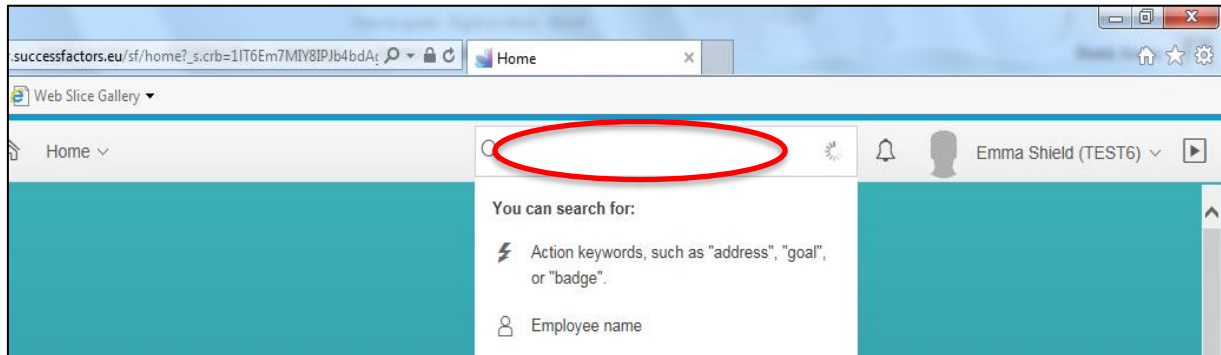 .successfactors.eu/sf/home?_s.crb=1IT6Em7MIY8IPJb4bdA
Home
Web Slice Gallery
Home
Emma Shield (TEST6)
You can search for:
Action keywords, such as "address", "goal",
or "badge".
Employee name